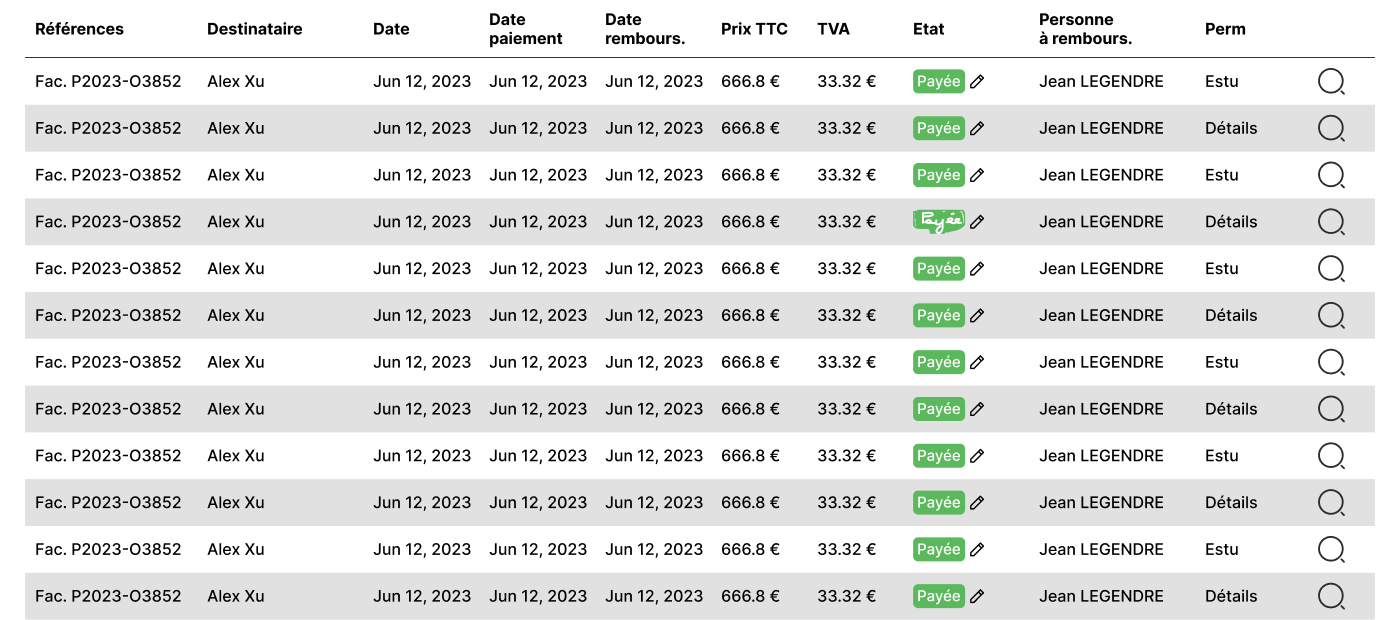 Références Destinataire Date Date paiement Date rembours. Prix TTC TVA Etat Personne à rembours. Perm
Fac. P2023-O3852 Alex Xu Jun 12, 2023 Jun 12, 2023 Jun 12, 2023 666.8 € 33.32 € Payée Jean LEGENDRE Estu
Fac. P2023-O3852 Alex Xu Jun 12, 2023 Jun 12, 2023 Jun 12, 2023 666.8 € 33.32 € Payée Jean LEGENDRE Détails
Fac. P2023-O3852 Alex Xu Jun 12, 2023 Jun 12, 2023 Jun 12, 2023 666.8 € 33.32 € Payée Jean LEGENDRE Estu
Fac. P2023-O3852 Alex Xu Jun 12, 2023 Jun 12, 2023 Jun 12, 2023 666.8 € 33.32 € Payée Jean LEGENDRE Détails
Fac. P2023-O3852 Alex Xu Jun 12, 2023 Jun 12, 2023 Jun 12, 2023 666.8 € 33.32 € Payée Jean LEGENDRE Estu
Fac. P2023-O3852 Alex Xu Jun 12, 2023 Jun 12, 2023 Jun 12, 2023 666.8 € 33.32 € Payée Jean LEGENDRE Détails
Fac. P2023-O3852 Alex Xu Jun 12, 2023 Jun 12, 2023 Jun 12, 2023 666.8 € 33.32 € Payée Jean LEGENDRE Estu
Fac. P2023-O3852 Alex Xu Jun 12, 2023 Jun 12, 2023 Jun 12, 2023 666.8 € 33.32 € Payée Jean LEGENDRE Détails
Fac. P2023-O3852 Alex Xu Jun 12, 2023 Jun 12, 2023 Jun 12, 2023 666.8 € 33.32 € Payée Jean LEGENDRE Estu
Fac. P2023-O3852 Alex Xu Jun 12, 2023 Jun 12, 2023 Jun 12, 2023 666.8 € 33.32 € Payée Jean LEGENDRE Détails
Fac. P2023-O3852 Alex Xu Jun 12, 2023 Jun 12, 2023 Jun 12, 2023 666.8 € 33.32 € Payée Jean LEGENDRE Estu
Fac. P2023-O3852 Alex Xu Jun 12, 2023 Jun 12, 2023 Jun 12, 2023 666.8 € 33.32 € Payée Jean LEGENDRE Détails